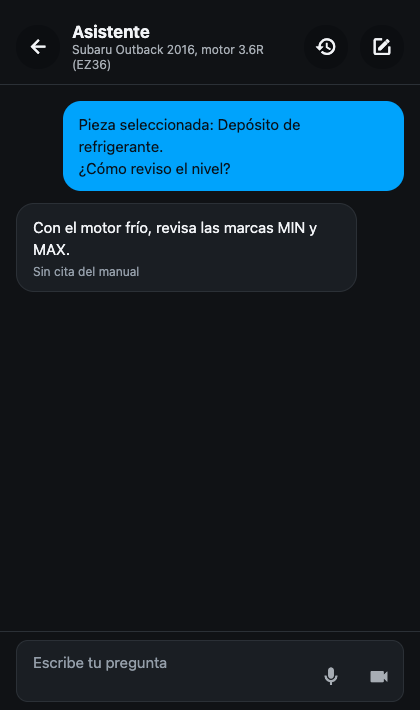 Asistente
Subaru Outback 2016, motor 3.6R
(EZ36)
Pieza seleccionada: Depósito de
refrigerante.
¿Cómo reviso el nivel?
Con el motor frío, revisa las marcas MIN y
MAX.
Sin cita del manual
Escribe tu pregunta